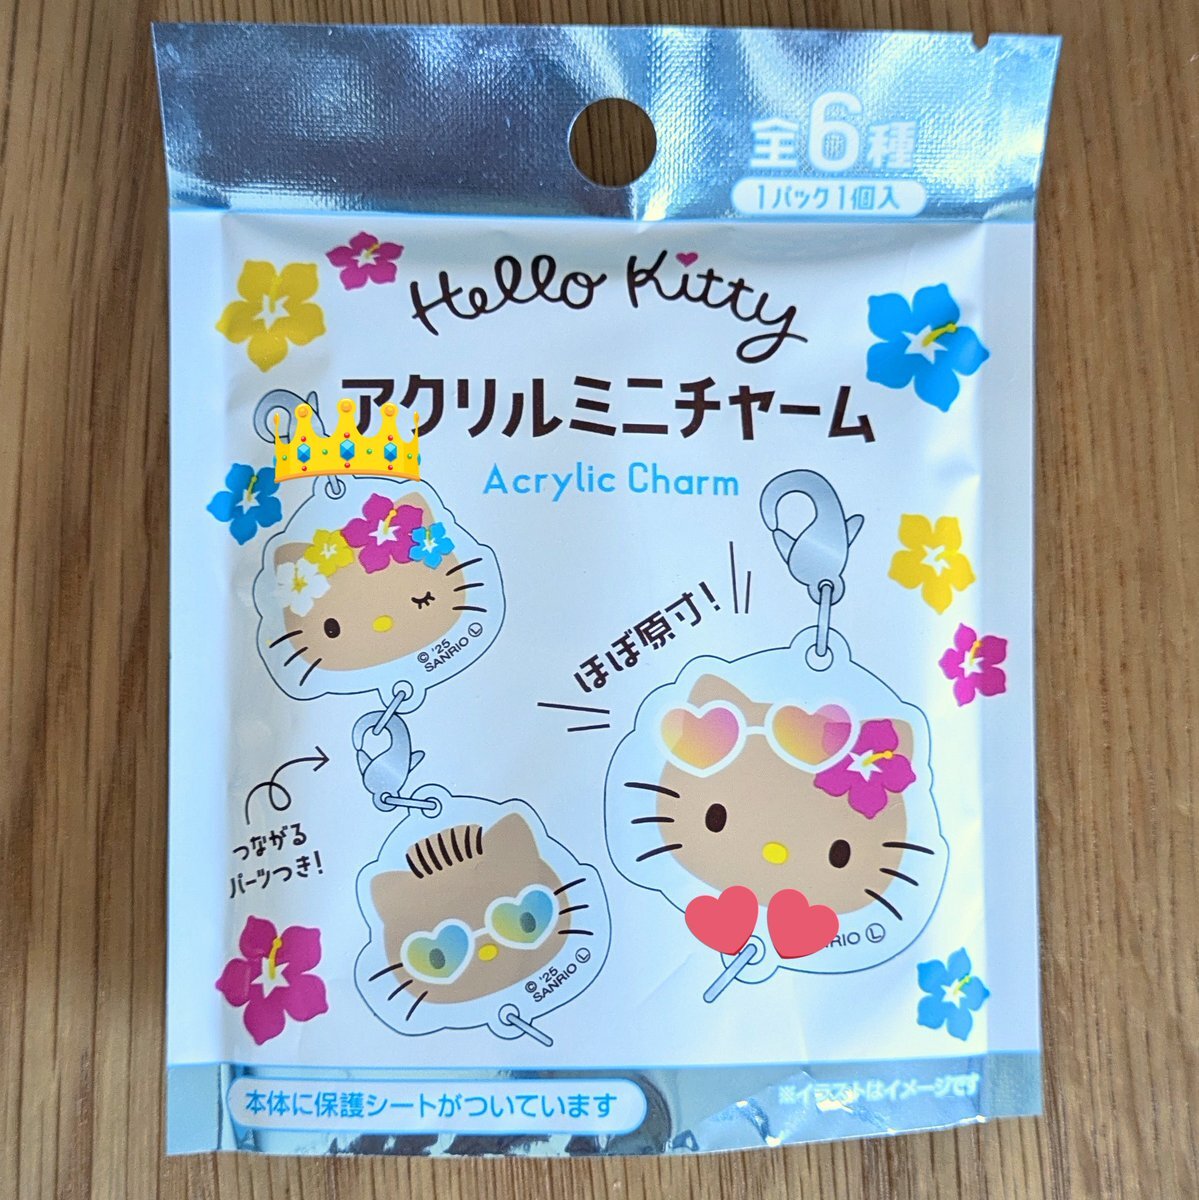 全6種
1パック1個入
Hello Kitty
アクリルミニチャーム
Acrylic Charm
ほぼ原寸!
© '25
SANRIO Ⓛ
つながる
パーツつき!
© '25
SANRIO Ⓛ
RIO Ⓛ
本体に保護シートがついています
※イラストはイメージです